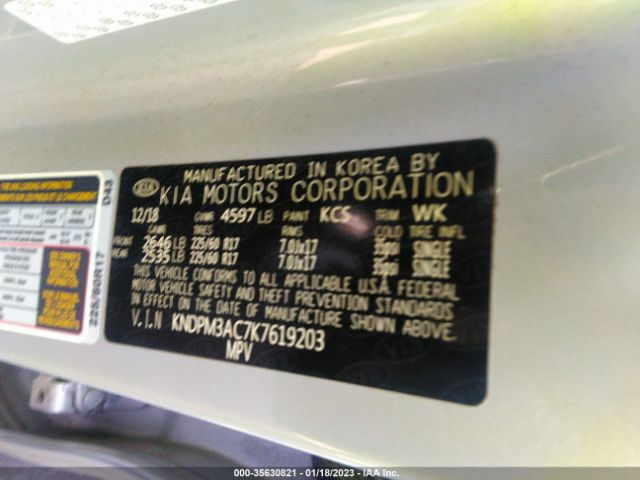 MANUFACTURED IN KOREA BY
KIA MOTORS CORPORATION
12/18 GVWR 4597 LB PAINT KCS TRIM WK
GAWR TIRES RIMS COLD TIRE INFL
FRONT 2646 LB 225/60 R17 7.0Jx17 35psi SINGLE
REAR 2535 LB 225/60 R17 7.0Jx17 35psi SINGLE
THIS VEHICLE CONFORMS TO ALL APPLICABLE U.S.A FEDERAL
MOTOR VEHICLE SAFETY AND THEFT PREVENTION STANDARDS
IN EFFECT ON THE DATE OF MANUFACTURE SHOWN ABOVE.
V.I.N KNDPM3AC7K7619203
MPV
D43
225/60R17
000-35630821 - 01/18/2023 - IAA Inc.